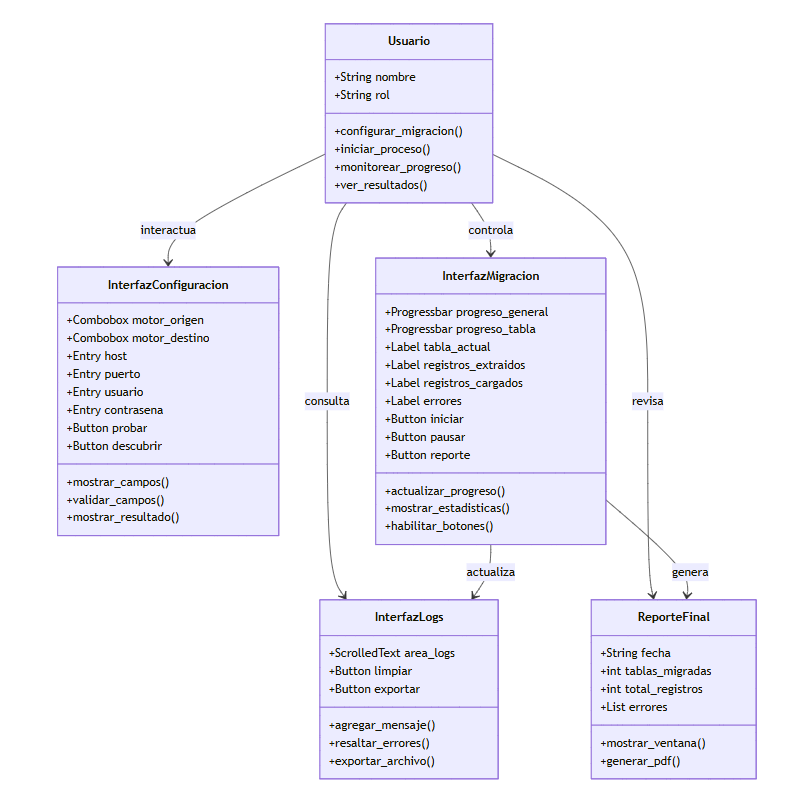 Usuario
+String nombre
+String rol
+configurar_migracion()
+iniciar_proceso()
+monitorear_progreso()
+ver_resultados()
interactua
controla
InterfazConfiguracion
+Combobox motor_origen
+Combobox motor_destino
+Entry host
+Entry puerto
+Entry usuario
+Entry contrasena
+Button probar
+Button descubrir
+mostrar_campos()
+validar_campos()
+mostrar_resultado()
InterfazMigracion
+Progressbar progreso_general
+Progressbar progreso_tabla
+Label tabla_actual
+Label registros_extraidos
+Label registros_cargados
+Label errores
+Button iniciar
+Button pausar
+Button reporte
+actualizar_progreso()
+mostrar_estadisticas()
+habilitar_botones()
consulta
revisa
actualiza
genera
InterfazLogs
+ScrolledText area_logs
+Button limpiar
+Button exportar
+agregar_mensaje()
+resaltar_errores()
+exportar_archivo()
ReporteFinal
+String fecha
+int tablas_migradas
+int total_registros
+List errores
+mostrar_ventana()
+generar_pdf()